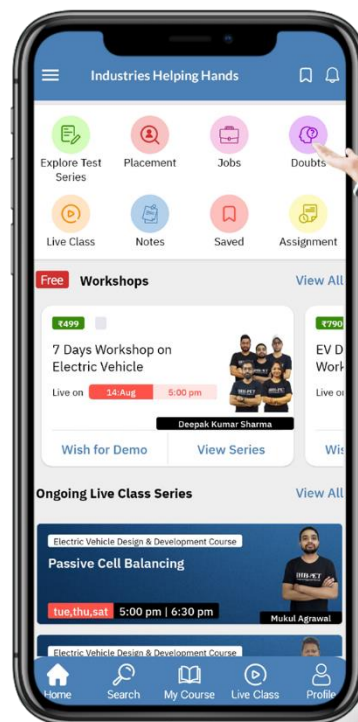 Industries Helping Hands
Explore Test
Series
Placement
Jobs
Doubts
Live Class
Notes
Saved
Assignment
Free Workshops
View All
₹499
7 Days Workshop on
Electric Vehicle
Live on 14:Aug 5:00 pm
Deepak Kumar Sharma
Wish for Demo
View Series
₹790
EV D
Work
Live on
Wis
Ongoing Live Class Series
View All
Electric Vehicle Design & Development Course
Passive Cell Balancing
tue,thu,sat 5:00 pm | 6:30 pm
Mukul Agrawal
Electric Vehicle Design & Development Course
Home
Search
My Course
Live Class
Profile